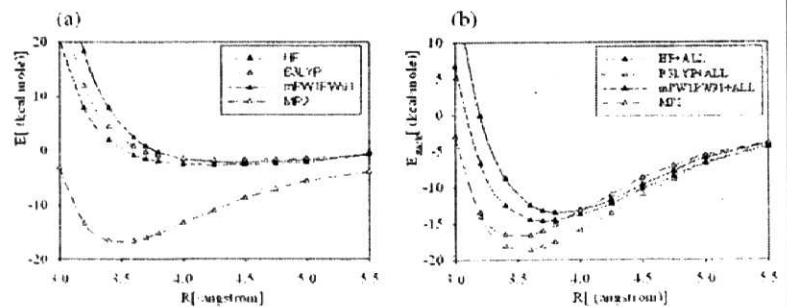 (a)
(b)
20
10
0
-10
-20
E[ (kcal/mole]
HF
B3LYP
mPW1PW91
MP2
3.0 3.5 4.0 4.5 5.0 5.5
R[ (angstrom]
10
5
0
-5
-10
-15
-20
(kcal/mole]
HF+ALL
B3LYP+ALL
mPW1PW91+ALL
MP2
3.0 3.5 4.0 4.5 5.0 5.5
R[ (angstrom]